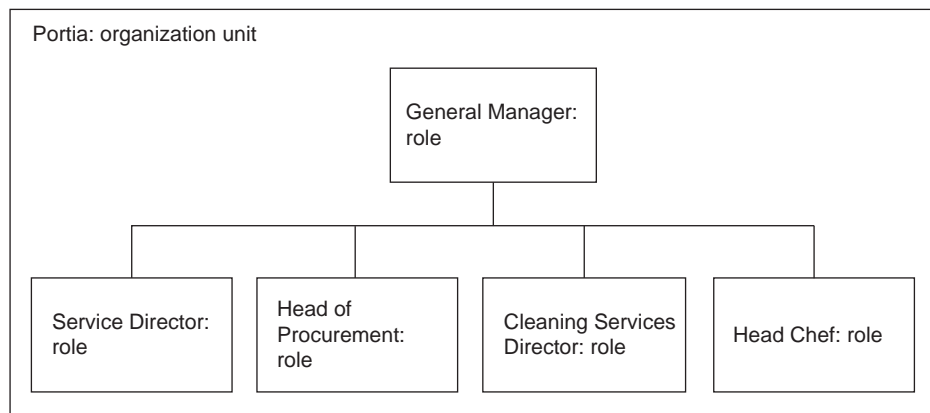 Portia: organization unit
General Manager:
role
Service Director:
role
Head of
Procurement:
role
Cleaning Services
Director: role
Head Chef: role